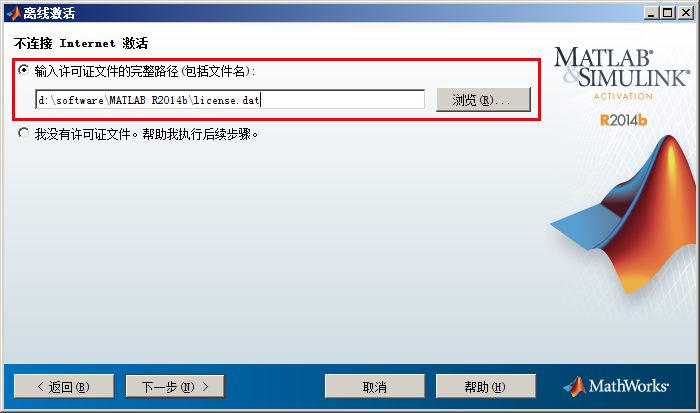 离线激活
不连接 Internet 激活
输入许可证文件的完整路径(包括文件名):
d:\software\MATLAB R2014b\license.dat
浏览(R)...
我没有许可证文件。帮助我执行后续步骤。
MATLAB®
&SIMULINK®
ACTIVATION
R2014b
< 返回(B)
下一步(N) >
取消
帮助(H)
MathWorks®